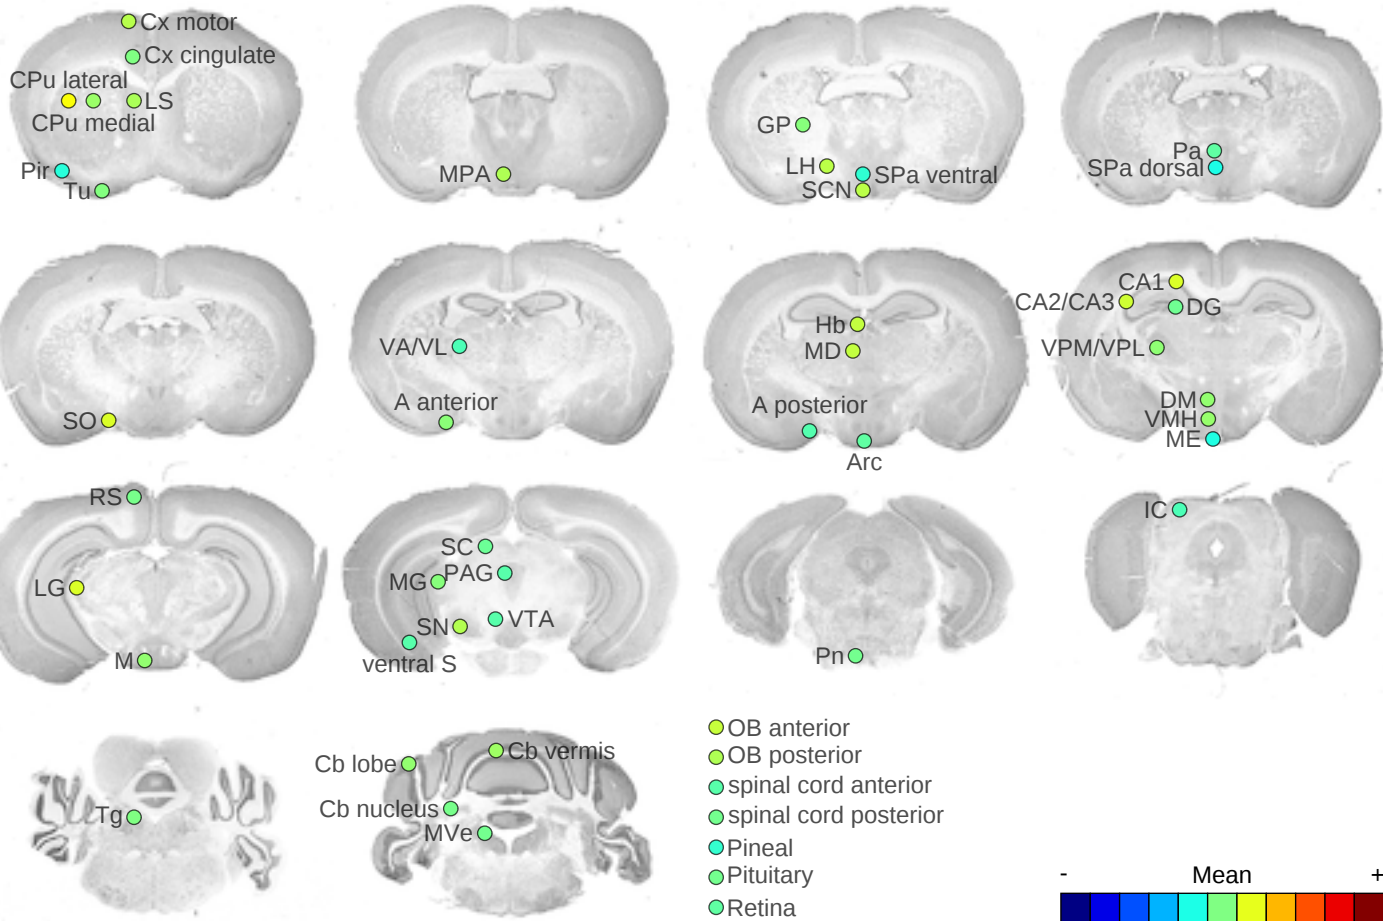 Cx motor
Cx cingulate
CPu lateral
LS
CPu medial
Pir
Tu
MPA
GP
LH
SPa ventral
SCN
Pa
SPa dorsal
SO
VA/VL
A anterior
Hb
MD
A posterior
Arc
CA1
CA2/CA3
DG
VPM/VPL
DM
VMH
ME
RS
LG
M
SC
PAG
MG
VTA
SN
ventral S
Pn
IC
Tg
Cb vermis
Cb lobe
Cb nucleus
MVe
OB anterior
OB posterior
spinal cord anterior
spinal cord posterior
Pineal
Pituitary
Retina
- Mean +